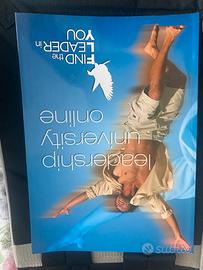 FIND the
LEADER in
YOU
leadership
university
online
subito